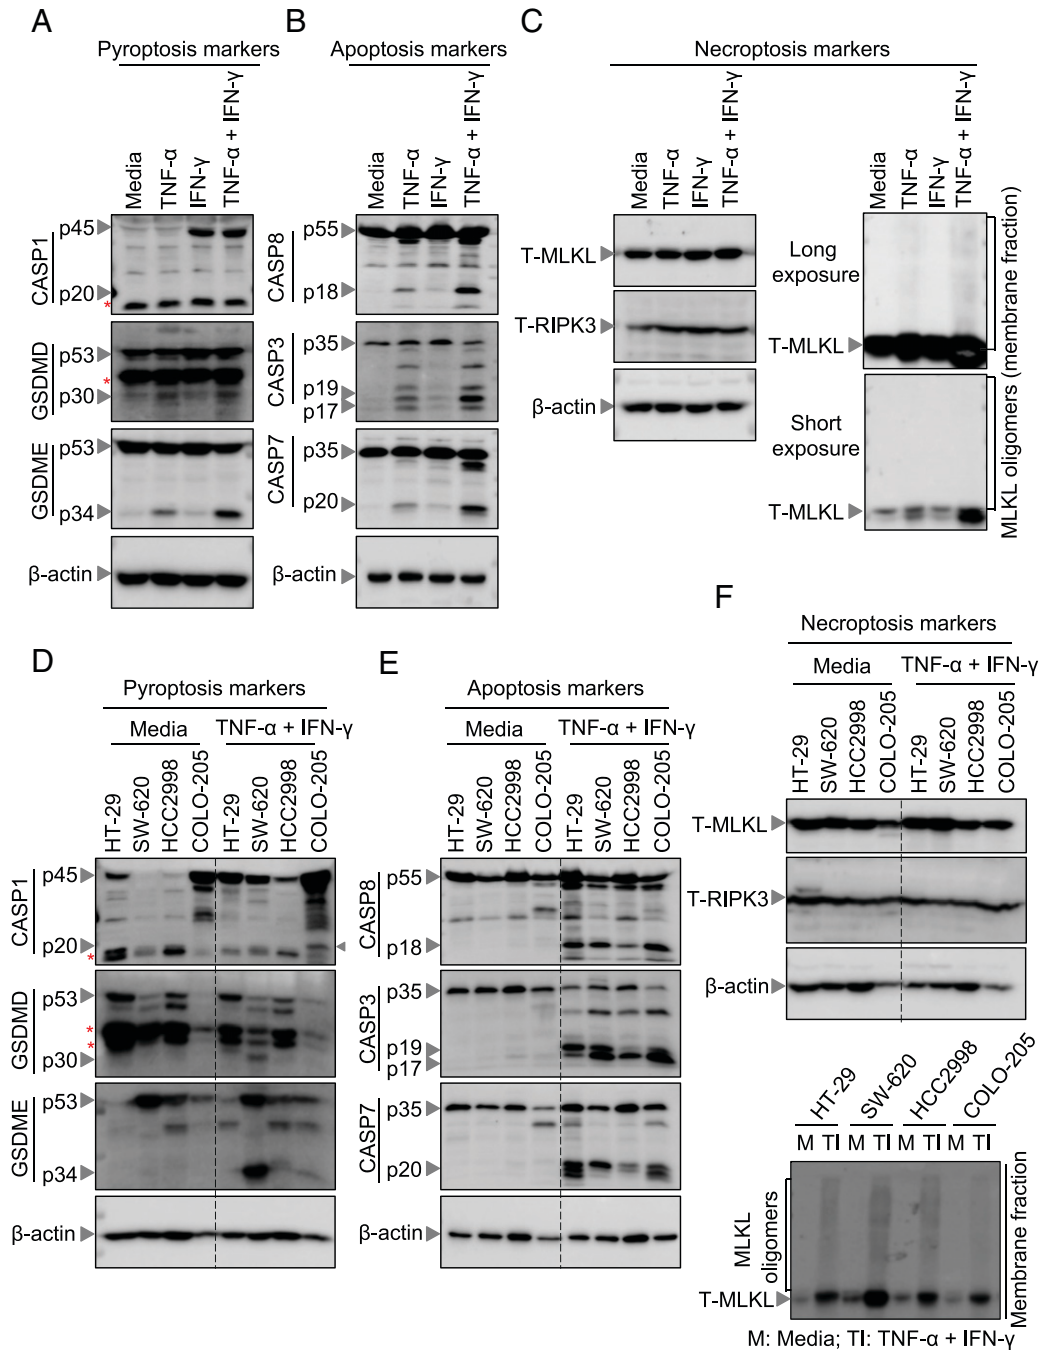 A
Pyroptosis markers
Media
TNF-α
IFN-γ
TNF-α + IFN-γ
CASP1
p45
p20
*
GSDMD
p53
*
p30
GSDME
p53
p34
β-actin
B
Apoptosis markers
Media
TNF-α
IFN-γ
TNF-α + IFN-γ
CASP8
p55
p18
CASP3
p35
p19
p17
CASP7
p35
p20
β-actin
C
Necroptosis markers
Media
TNF-α
IFN-γ
TNF-α + IFN-γ
T-MLKL
T-RIPK3
β-actin
Media
TNF-α
IFN-γ
TNF-α + IFN-γ
Long
exposure
T-MLKL
Short
exposure
T-MLKL
MLKL oligomers (membrane fraction)
D
Pyroptosis markers
Media
TNF-α + IFN-γ
HT-29
SW-620
HCC2998
COLO-205
HT-29
SW-620
HCC2998
COLO-205
CASP1
p45
p20
*
GSDMD
p53
*
*
p30
GSDME
p53
p34
β-actin
E
Apoptosis markers
Media
TNF-α + IFN-γ
HT-29
SW-620
HCC2998
COLO-205
HT-29
SW-620
HCC2998
COLO-205
CASP8
p55
p18
CASP3
p35
p19
p17
CASP7
p35
p20
β-actin
F
Necroptosis markers
Media
TNF-α + IFN-γ
HT-29
SW-620
HCC2998
COLO-205
HT-29
SW-620
HCC2998
COLO-205
T-MLKL
T-RIPK3
β-actin
HT-29
SW-620
HCC2998
COLO-205
M TI M TI M TI M TI
MLKL
oligomers
T-MLKL
Membrane fraction
M: Media; TI: TNF-α + IFN-γ